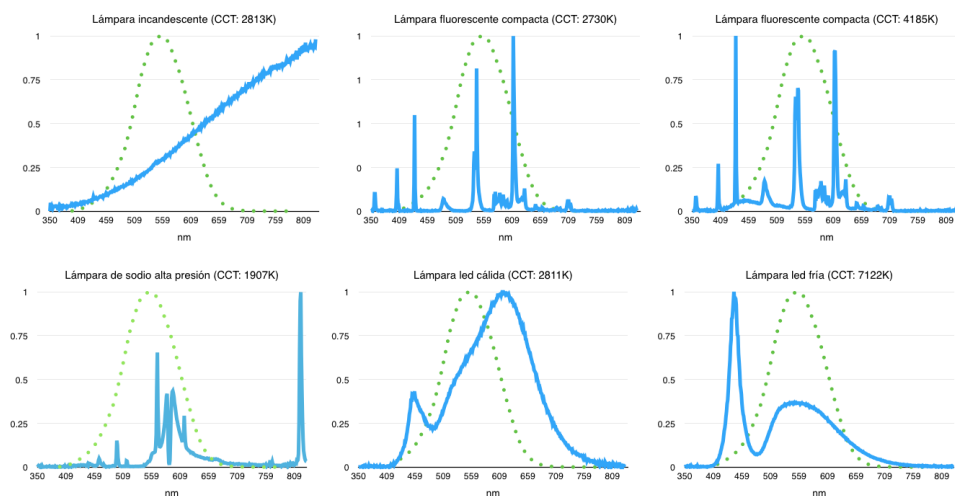 Lámpara incandescente (CCT: 2813K)
1
0.75
0.5
0.25
0
350 409 459 509 559 609 659 713 759 809
nm
Lámpara fluorescente compacta (CCT: 2730K)
1
1
1
0
0
350 409 459 509 559 609 659 713 759 809
nm
Lámpara fluorescente compacta (CCT: 4185K)
1
0.75
0.5
0.25
0
350 409 459 509 559 609 659 713 759 809
nm
Lámpara de sodio alta presión (CCT: 1907K)
1
0.75
0.5
0.25
0
350 409 459 509 559 609 659 713 759 809
nm
Lámpara led cálida (CCT: 2811K)
1
0.75
0.5
0.25
0
350 409 459 509 559 609 659 713 759 809
nm
Lámpara led fría (CCT: 7122K)
1
0.75
0.5
0.25
0
350 409 459 509 559 609 659 713 759 809
nm